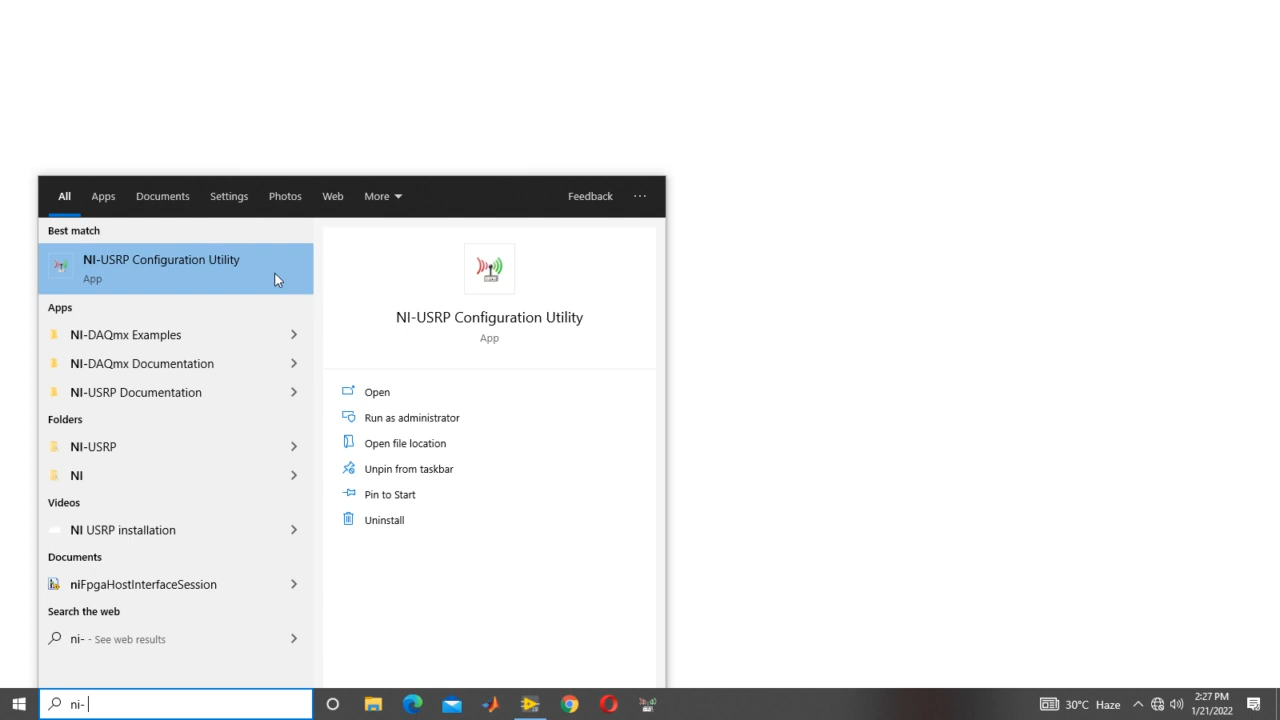 All Apps Documents Settings Photos Web More Feedback ...
Best match
NI-USRP Configuration Utility
App
Apps
NI-DAQmx Examples
NI-DAQmx Documentation
NI-USRP Documentation
Folders
NI-USRP
NI
Videos
NI USRP installation
Documents
niFpgaHostInterfaceSession
Search the web
ni- - See web results
NI-USRP Configuration Utility
App
Open
Run as administrator
Open file location
Unpin from taskbar
Pin to Start
Uninstall
ni-
30°C Haze
2:27 PM
1/21/2022